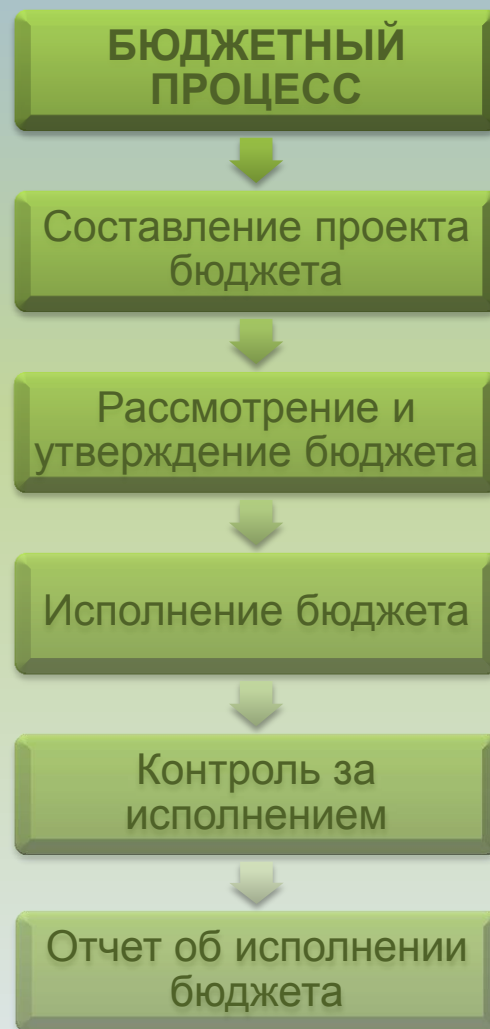 БЮДЖЕТНЫЙ
ПРОЦЕСС
Составление проекта
бюджета
Рассмотрение и
утверждение бюджета
Исполнение бюджета
Контроль за
исполнением
Отчет об исполнении
бюджета